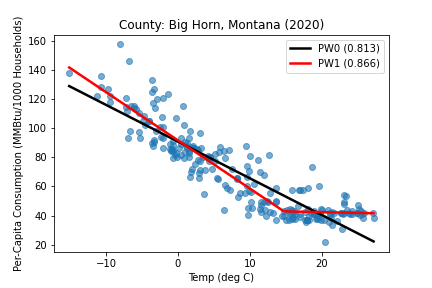 County: Big Horn, Montana (2020)
Per-Capita Consumption (MMBtu/1000 Households)
160
140
120
100
80
60
40
20
PW0 (0.813)
PW1 (0.866)
−10
0
10
20
Temp (deg C)